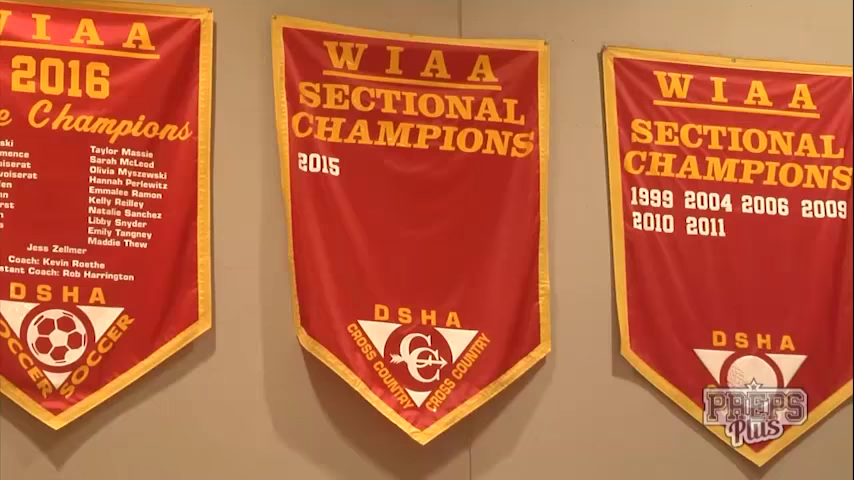 WIAA
2016
Champions
Taylor Massie
Sarah McLeod
Olivia Myszewski
Hannah Perlewitz
Emmalee Ramon
Kelly Reilley
Natalie Sanchez
Libby Snyder
Emily Tangney
Maddie Thew
Jess Zellmer
Coach: Kevin Roethe
Coach: Rob Harrington
DSHA
SOCCER SOCCER
WIAA
SECTIONAL
CHAMPIONS
2015
DSHA
CROSS COUNTRY CROSS COUNTRY
CC
WIAA
SECTIONAL
CHAMPIONS
1999 2004 2006 2009
2010 2011
DSHA
PREPS
Plus